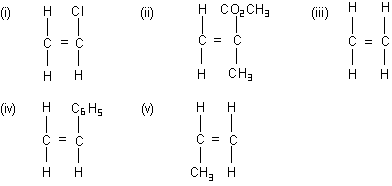 (i) H Cl (ii) H CO₂CH₃ (iii) H H
C = C C = C C = C
H H H CH₃ H H
(iv) H C₆H₅ (v) H H
C = C C = C
H H CH₃ H